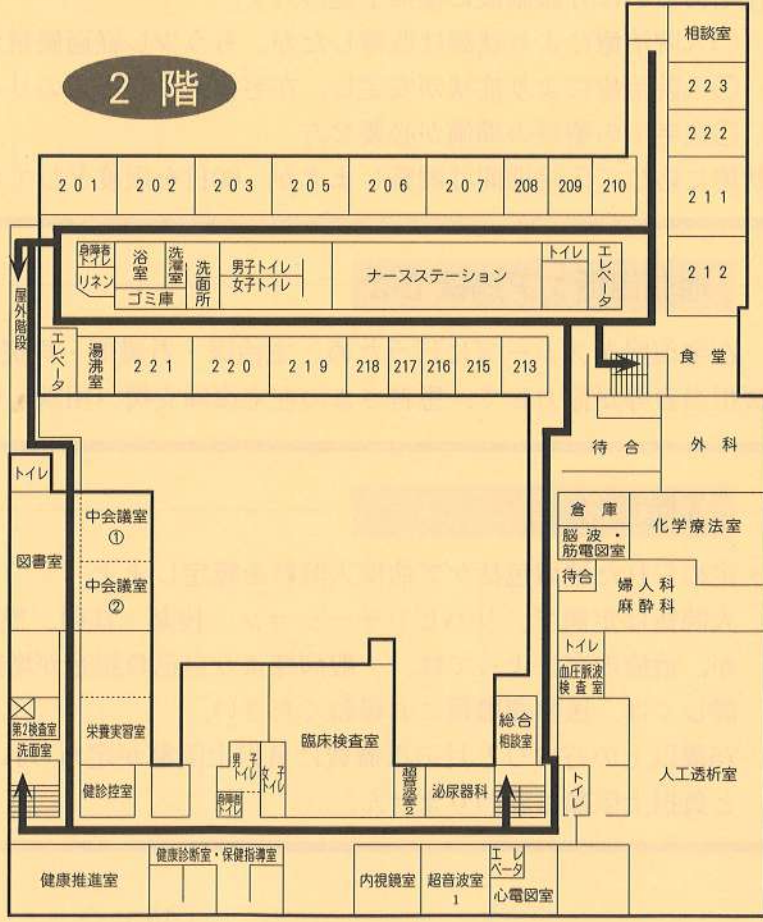 2 階
相談室
223
222
211
212
201
202
203
205
206
207
208
209
210
身障者
トイレ
リネン
浴室
洗濯室
ゴミ庫
洗面所
男子トイレ
女子トイレ
ナースステーション
トイレ
エレベータ
屋外階段
エレベータ
湯沸室
221
220
219
218
217
216
215
213
食堂
待合
外科
トイレ
図書室
中会議室
①
中会議室
②
倉庫
脳波・
筋電図室
化学療法室
待合
婦人科
麻酔科
トイレ
血圧脈波
検査室
第2検査室
洗面室
栄養実習室
健診控室
男子
トイレ
女子
トイレ
身障者
トイレ
臨床検査室
超音波室2
泌尿器科
総合
相談室
トイレ
人工透析室
健康推進室
健康診断室・保健指導室
内視鏡室
超音波室
1
エレ
ベータ
心電図室